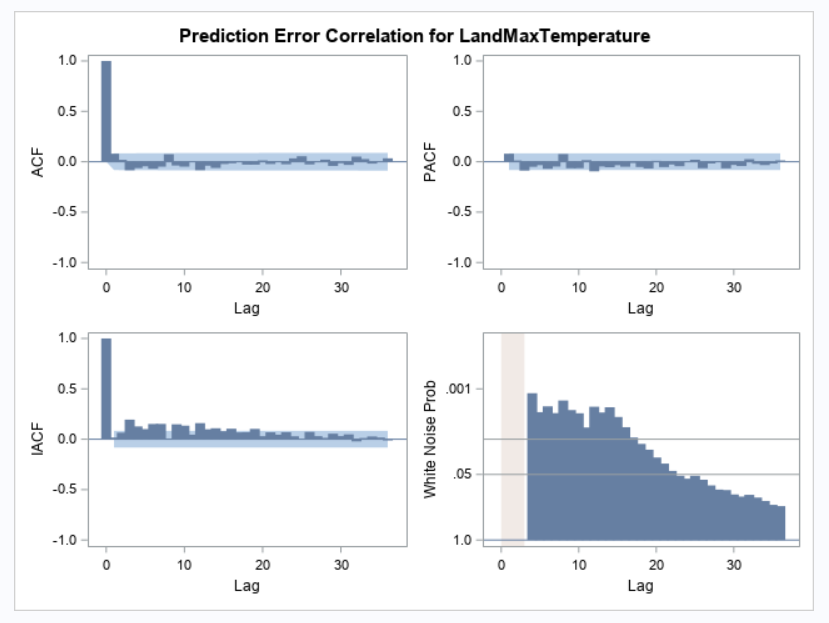 Prediction Error Correlation for LandMaxTemperature
1.0
0.5
0.0
-0.5
-1.0
ACF
0 10 20 30
Lag
1.0
0.5
0.0
-0.5
-1.0
PACF
0 10 20 30
Lag
1.0
0.5
0.0
-0.5
-1.0
IACF
0 10 20 30
Lag
.001
.05
1.0
White Noise Prob
0 10 20 30
Lag